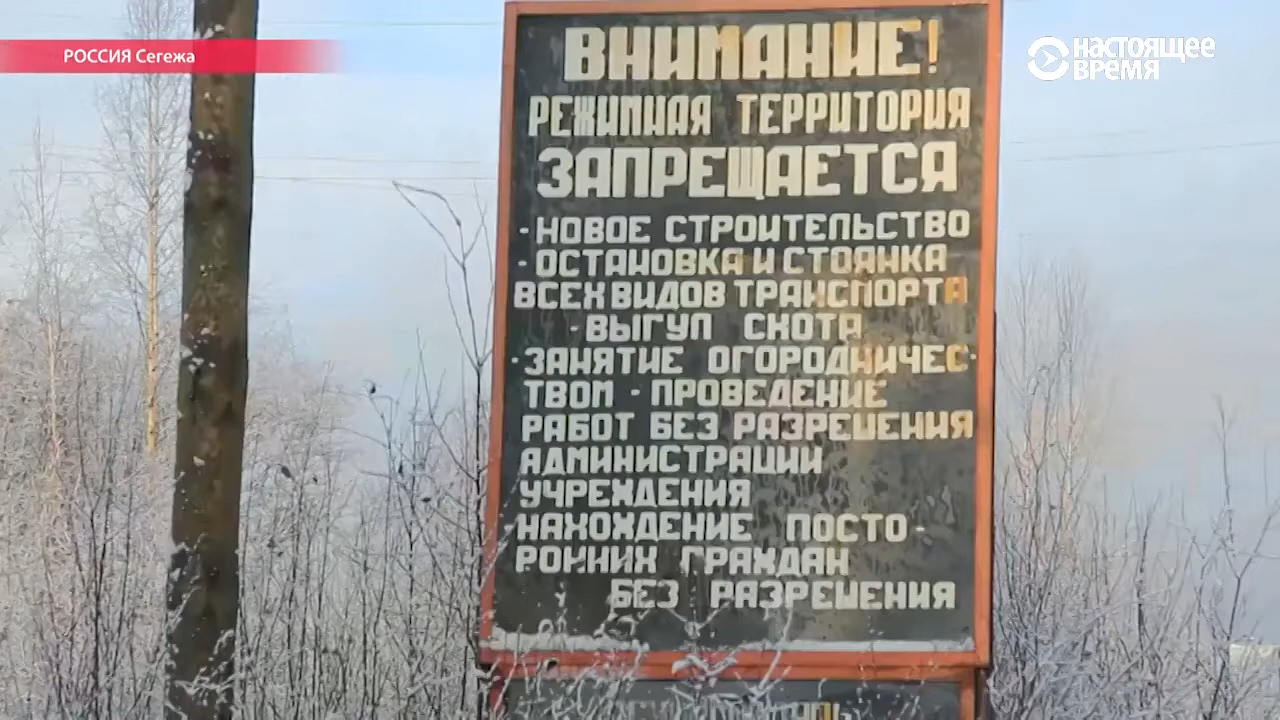 РОССИЯ Сегежа
НАСТОЯЩЕЕ
ВРЕМЯ
ВНИМАНИЕ!
РЕЖИМНАЯ ТЕРРИТОРИЯ
ЗАПРЕЩАЕТСЯ
- НОВОЕ СТРОИТЕЛЬСТВО
- ОСТАНОВКА И СТОЯНКА
ВСЕХ ВИДОВ ТРАНСПОРТА
- ВЫГУЛ СКОТА
- ЗАНЯТИЕ ОГОРОДНИЧЕС-
ТВОМ - ПРОВЕДЕНИЕ
РАБОТ БЕЗ РАЗРЕШЕНИЯ
АДМИНИСТРАЦИИ
УЧРЕЖДЕНИЯ
- НАХОЖДЕНИЕ ПОСТО-
РОННИХ ГРАЖДАН
БЕЗ РАЗРЕШЕНИЯ